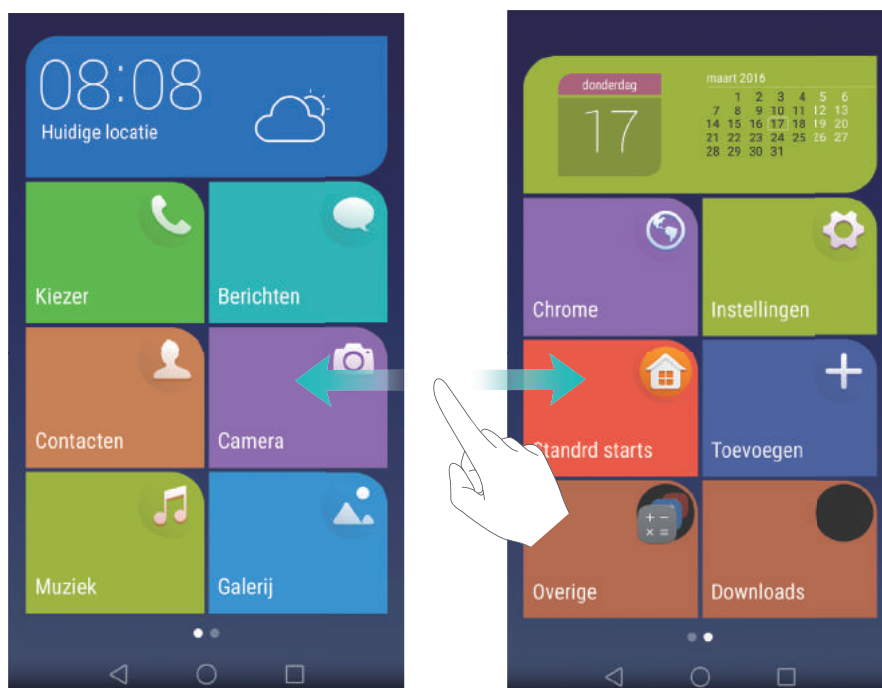 08:08
Huidige locatie
Kiezer
Berichten
Contacten
Camera
Muziek
Galerij
donderdag
17
maart 2016
1 2 3 4 5 6
7 8 9 10 11 12 13
14 15 16 17 18 19 20
21 22 23 24 25 26 27
28 29 30 31
Chrome
Instellingen
Standrd starts
Toevoegen
Overige
Downloads